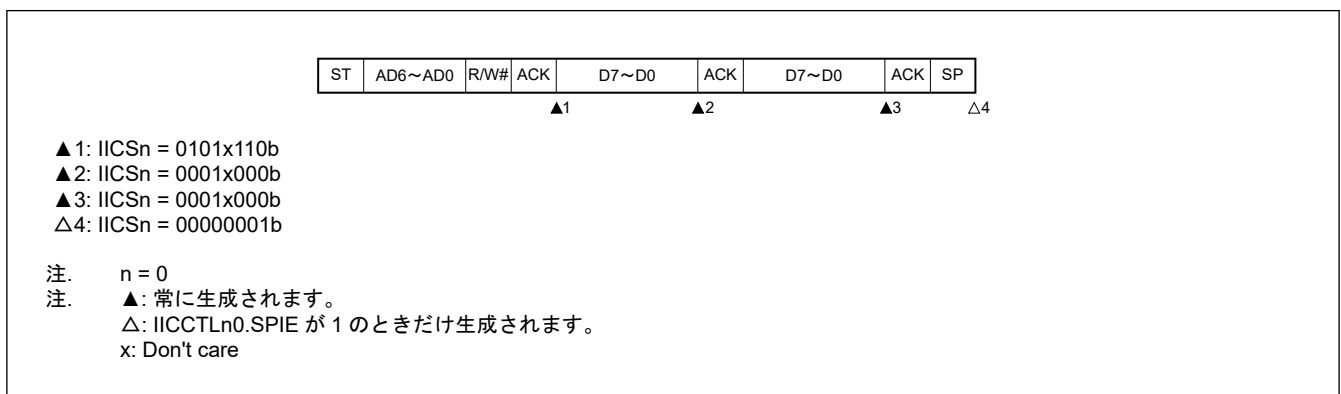 ST AD6～AD0 R/W# ACK D7～D0 ACK D7～D0 ACK SP
▲1 ▲2 ▲3 △4
▲1: IICSn = 0101x110b
▲2: IICSn = 0001x000b
▲3: IICSn = 0001x000b
△4: IICSn = 00000001b
注. n = 0
注. ▲: 常に生成されます。
△: IICCTLn0.SPIE が 1 のときだけ生成されます。
x: Don't care